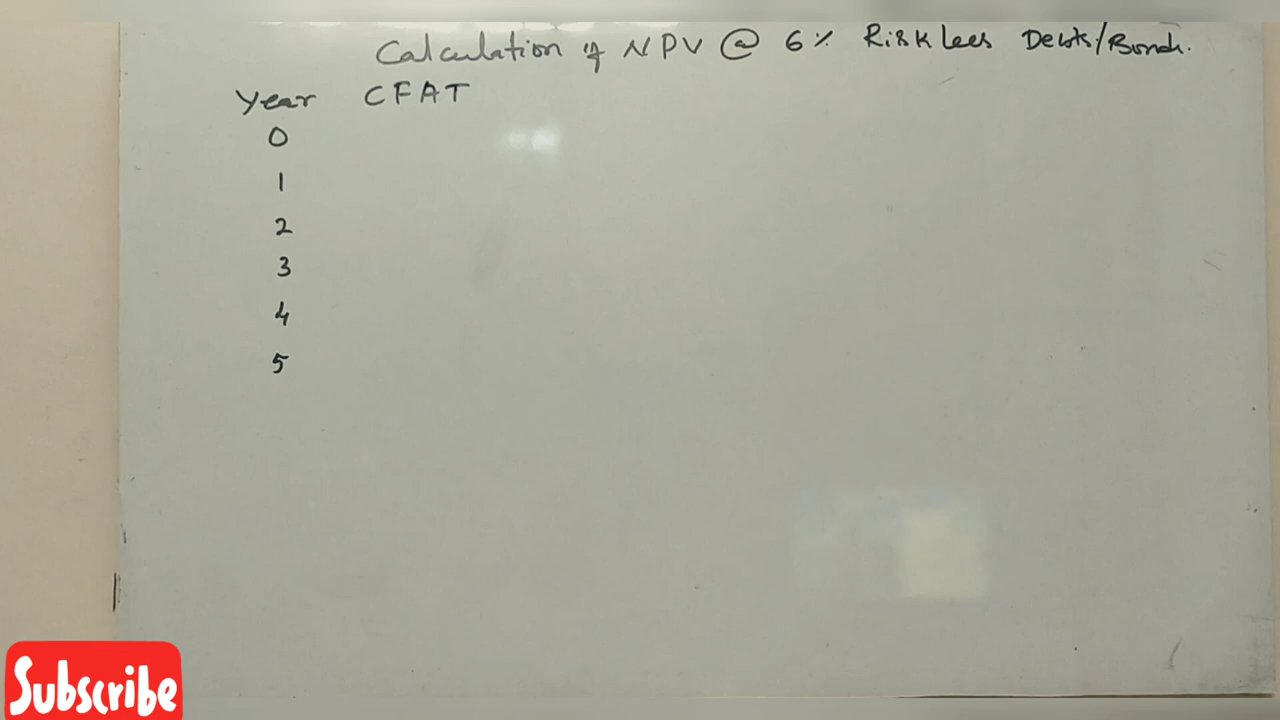 Calculation of NPV @ 6% Riskless Debts/Bonds.
Year CFAT
0
1
2
3
4
5
Subscribe